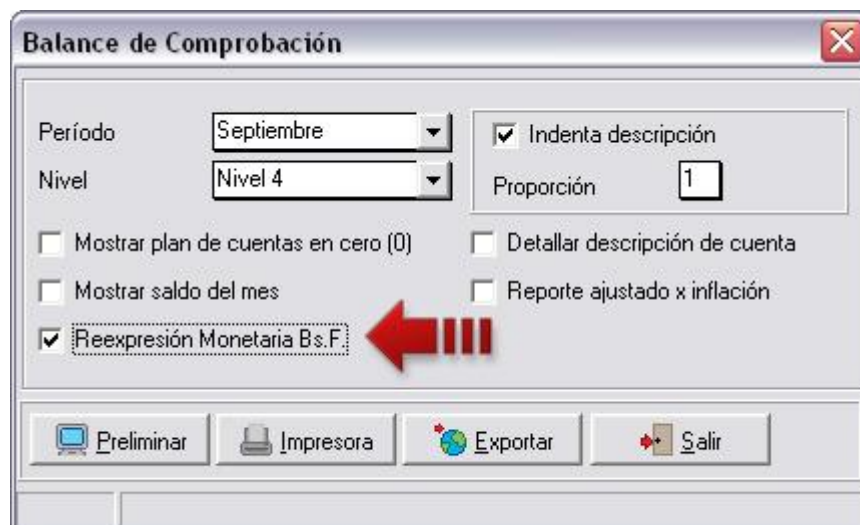 Balance de Comprobación
Período
Septiembre
Nivel
Nivel 4
Indenta descripción
Proporción
1
Mostrar plan de cuentas en cero (0)
Detallar descripción de cuenta
Mostrar saldo del mes
Reporte ajustado x inflación
Reexpresión Monetaria Bs.F.
Preliminar
Impresora
Exportar
Salir